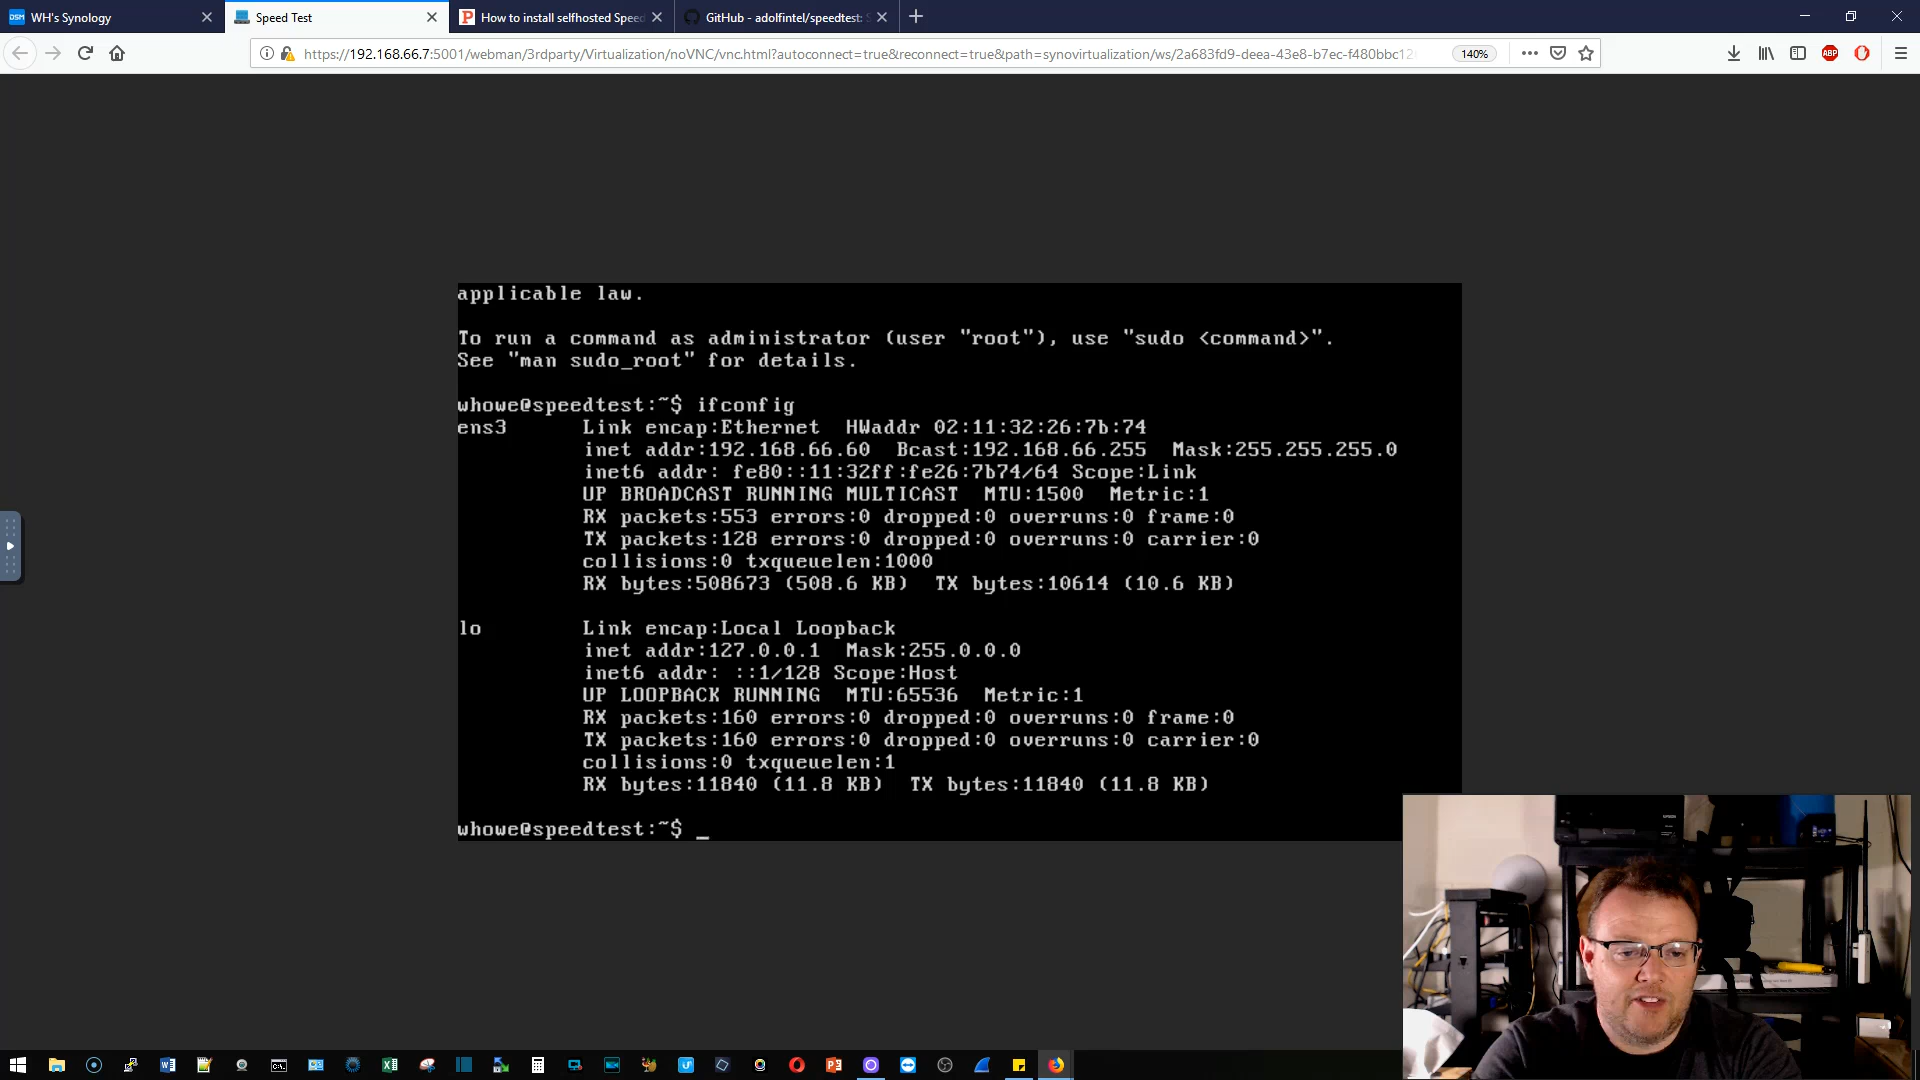 WH's Synology
Speed Test
How to install selfhosted Speed
GitHub - adolfintel/speedtest: S
https://192.168.66.7:5001/webman/3rdparty/Virtualization/noVNC/vnc.html?autoconnect=true&reconnect=true&path=synovirtualization/ws/2a683fd9-deea-43e8-b7ec-f480bbc12
140%
applicable law.
To run a command as administrator (user "root"), use "sudo <command>".
See "man sudo_root" for details.
whowe@speedtest:~$ ifconfig
ens3 Link encap:Ethernet HWaddr 02:11:32:26:7b:74
inet addr:192.168.66.60 Bcast:192.168.66.255 Mask:255.255.255.0
inet6 addr: fe80::11:32ff:fe26:7b74/64 Scope:Link
UP BROADCAST RUNNING MULTICAST MTU:1500 Metric:1
RX packets:553 errors:0 dropped:0 overruns:0 frame:0
TX packets:128 errors:0 dropped:0 overruns:0 carrier:0
collisions:0 txqueuelen:1000
RX bytes:508673 (508.6 KB) TX bytes:10614 (10.6 KB)
lo Link encap:Local Loopback
inet addr:127.0.0.1 Mask:255.0.0.0
inet6 addr: ::1/128 Scope:Host
UP LOOPBACK RUNNING MTU:65536 Metric:1
RX packets:160 errors:0 dropped:0 overruns:0 frame:0
TX packets:160 errors:0 dropped:0 overruns:0 carrier:0
collisions:0 txqueuelen:1
RX bytes:11840 (11.8 KB) TX bytes:11840 (11.8 KB)
whowe@speedtest:~$ _